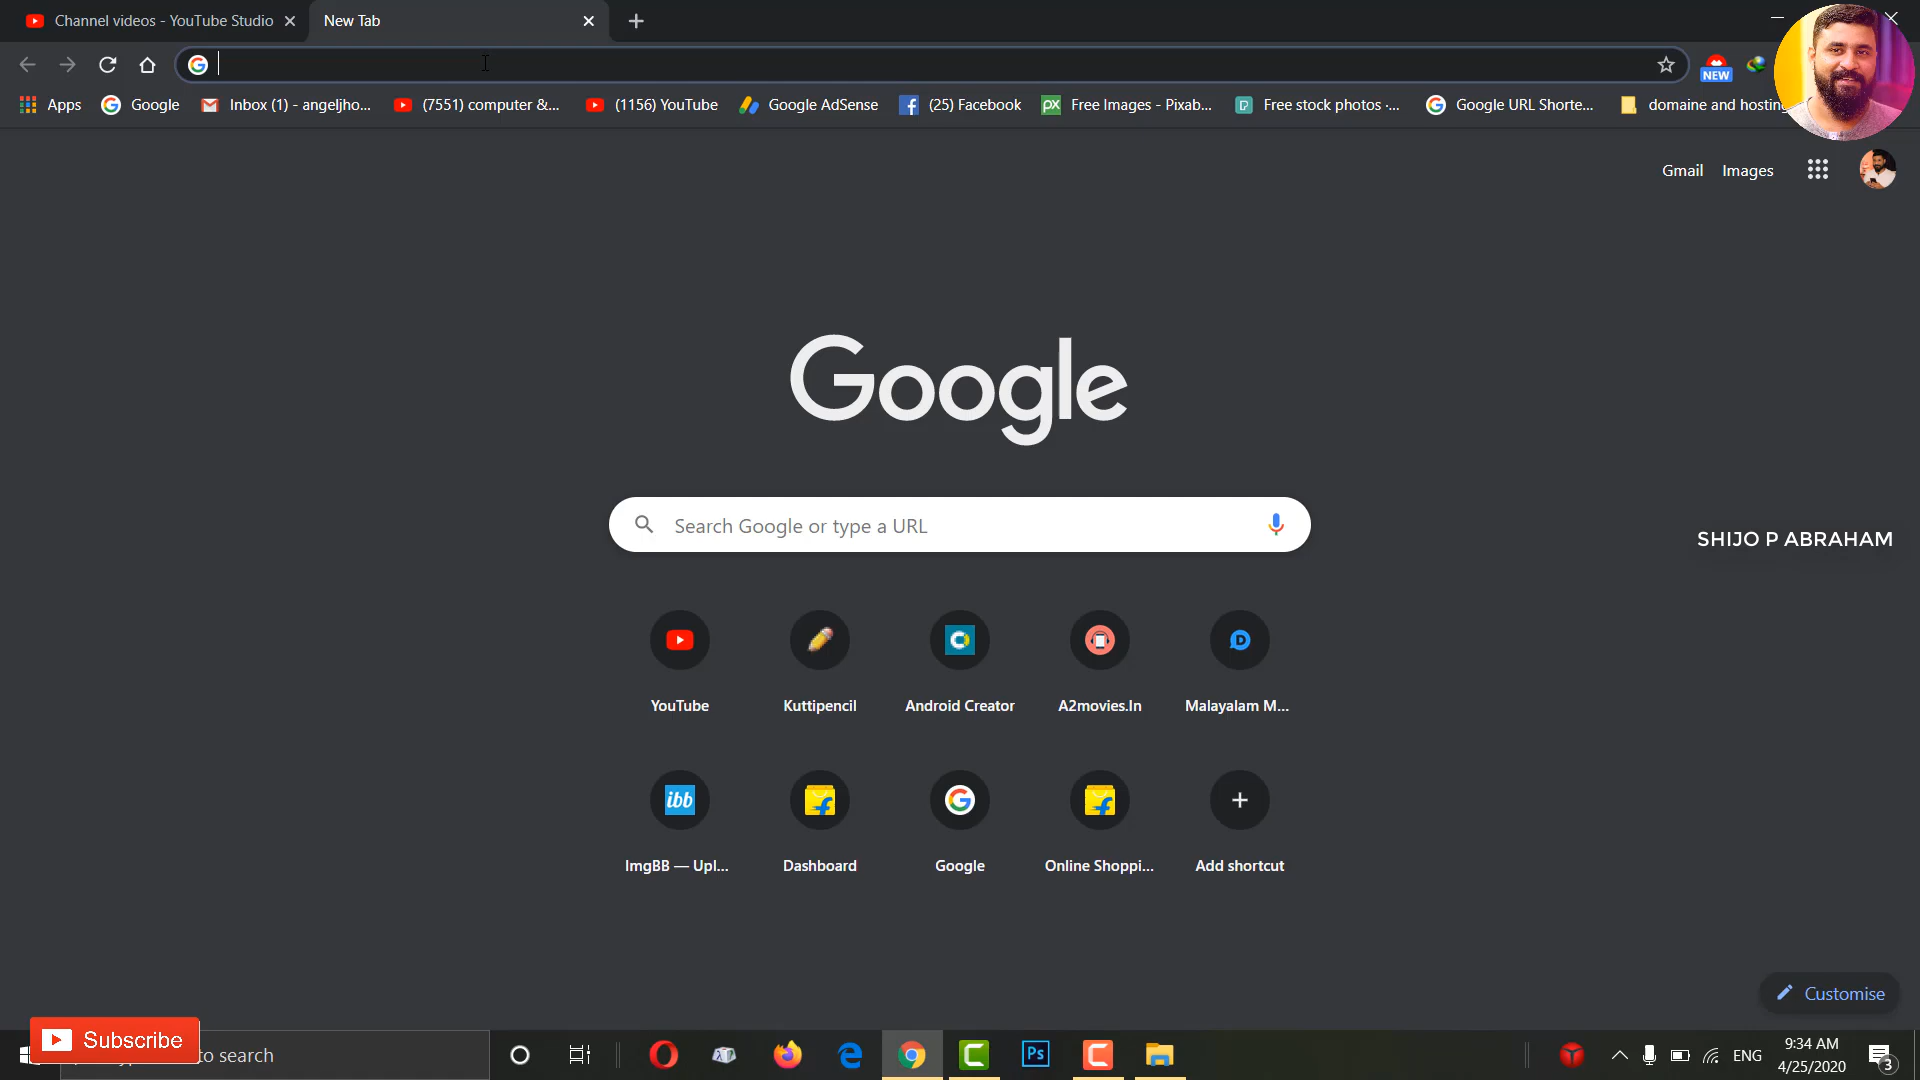 Channel videos - YouTube Studio
New Tab
NEW
Apps
Google
Inbox (1) - angeljho...
(7551) computer &...
(1156) YouTube
Google AdSense
(25) Facebook
Free Images - Pixab...
Free stock photos ·...
Google URL Shorte...
domaine and hosting
Gmail
Images
Google
Search Google or type a URL
SHIJO P ABRAHAM
YouTube
Kuttipencil
Android Creator
A2movies.In
Malayalam M...
ibb
ImgBB — Upl...
Dashboard
Google
Online Shoppi...
Add shortcut
Customise
Subscribe
to search
Ps
ENG
9:34 AM
4/25/2020
3